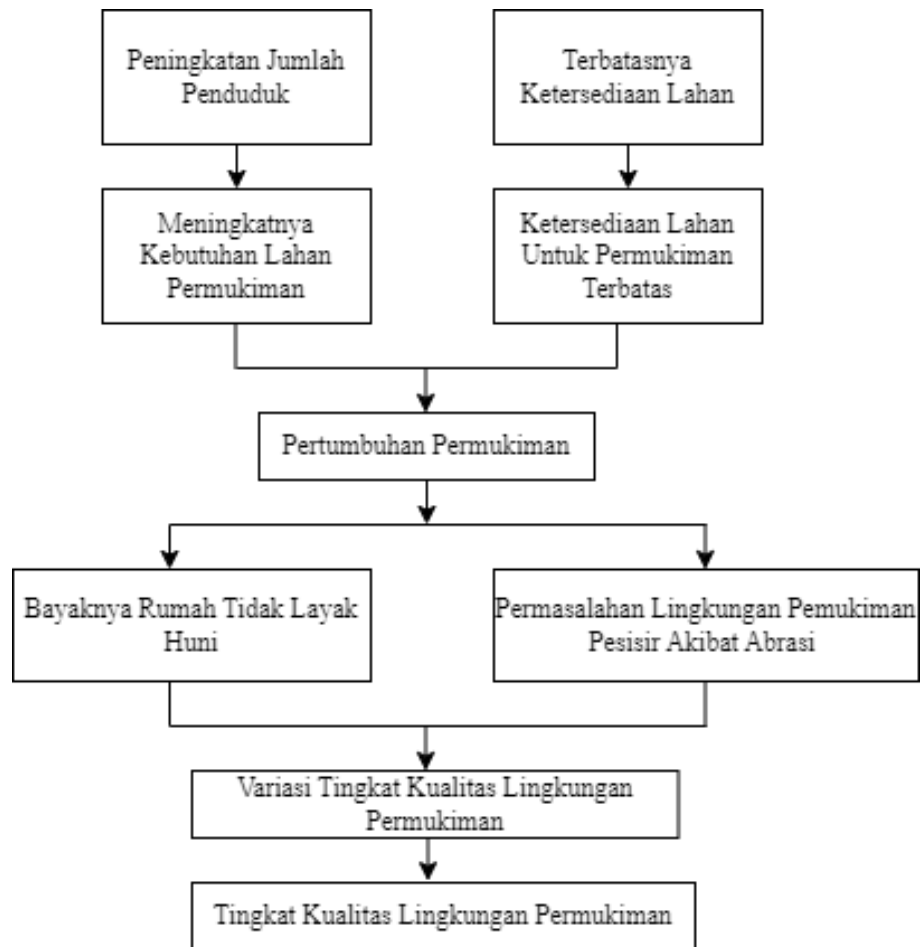 Peningkatan Jumlah
Penduduk
Terbatasnya
Ketersediaan Lahan
Meningkatnya
Kebutuhan Lahan
Permukiman
Ketersediaan Lahan
Untuk Permukiman
Terbatas
Pertumbuhan Permukiman
Bayaknya Rumah Tidak Layak
Huni
Permasalahan Lingkungan Pemukiman
Pesisir Akibat Abrasi
Variasi Tingkat Kualitas Lingkungan
Permukiman
Tingkat Kualitas Lingkungan Permukiman